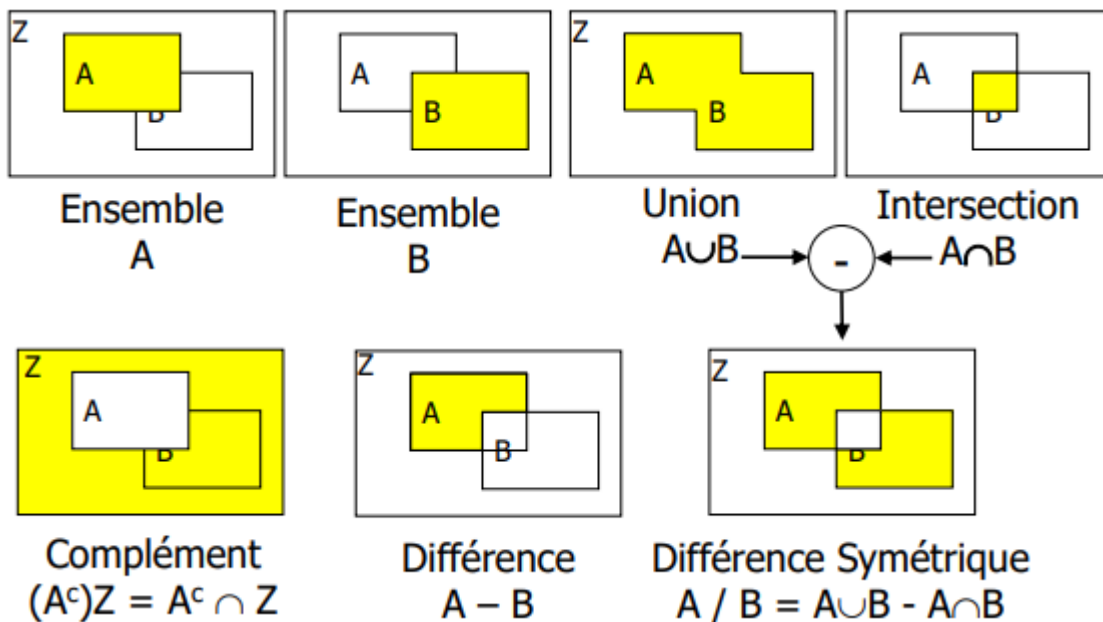 Z
A
B
A
B
Z
A
B
A
B
Ensemble
A
Ensemble
B
Union
A∪B
Intersection
A∩B
-
Z
A
B
Z
A
B
Z
A
B
Complément
(Aᶜ)Z = Aᶜ ∩ Z
Différence
A – B
Différence Symétrique
A / B = A∪B - A∩B